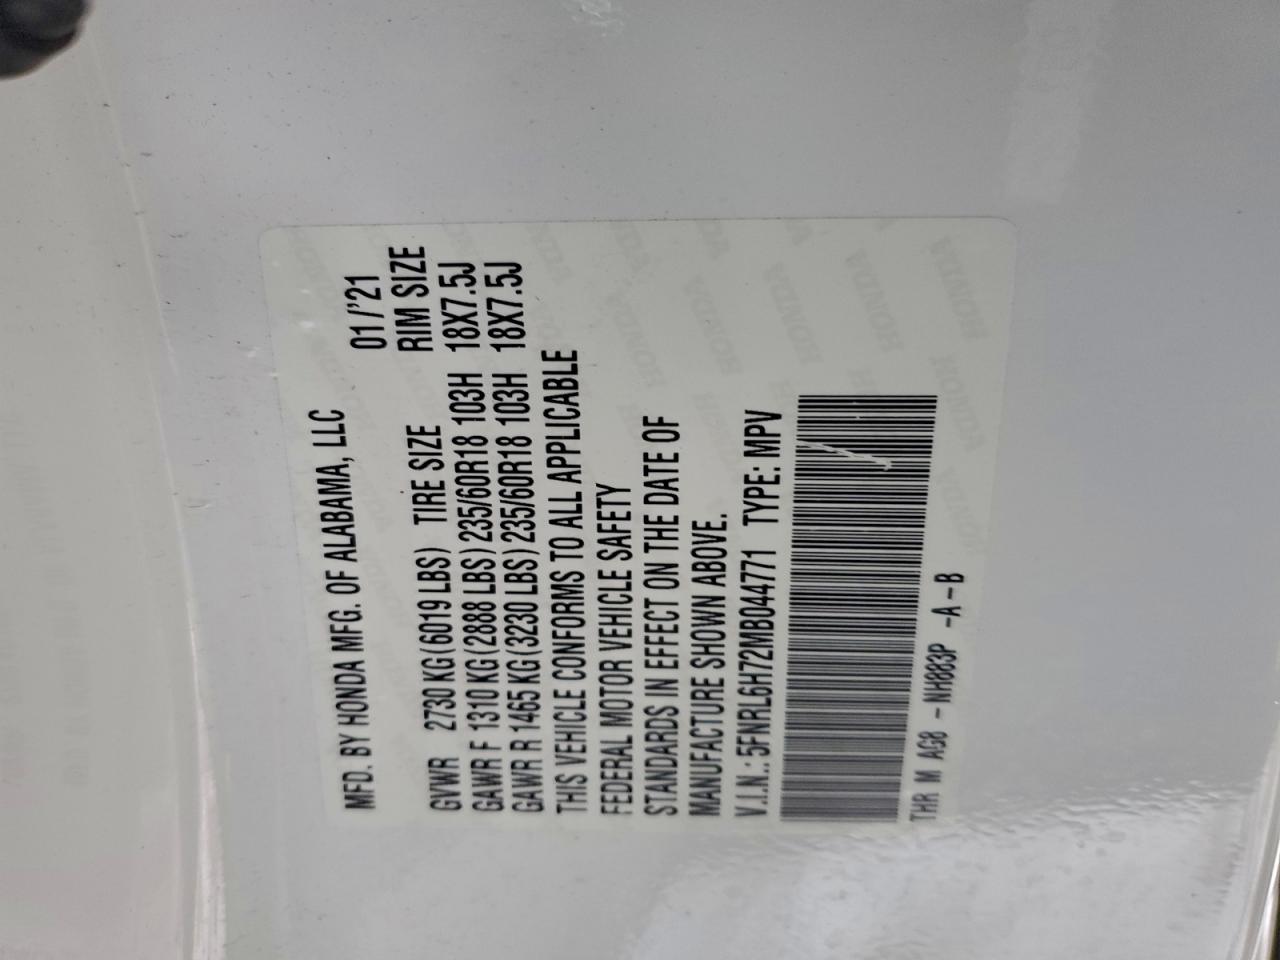 MFD. BY HONDA MFG. OF ALABAMA, LLC 01/'21
GVWR 2730 KG(6019 LBS) TIRE SIZE RIM SIZE
GAWR F 1310 KG(2888 LBS) 235/60R18 103H 18X7.5J
GAWR R 1465 KG(3230 LBS) 235/60R18 103H 18X7.5J
THIS VEHICLE CONFORMS TO ALL APPLICABLE
FEDERAL MOTOR VEHICLE SAFETY
STANDARDS IN EFFECT ON THE DATE OF
MANUFACTURE SHOWN ABOVE.
V.I.N.: 5FNRL6H72MB044771 TYPE: MPV
THR M AG8 -NH883P -A-B